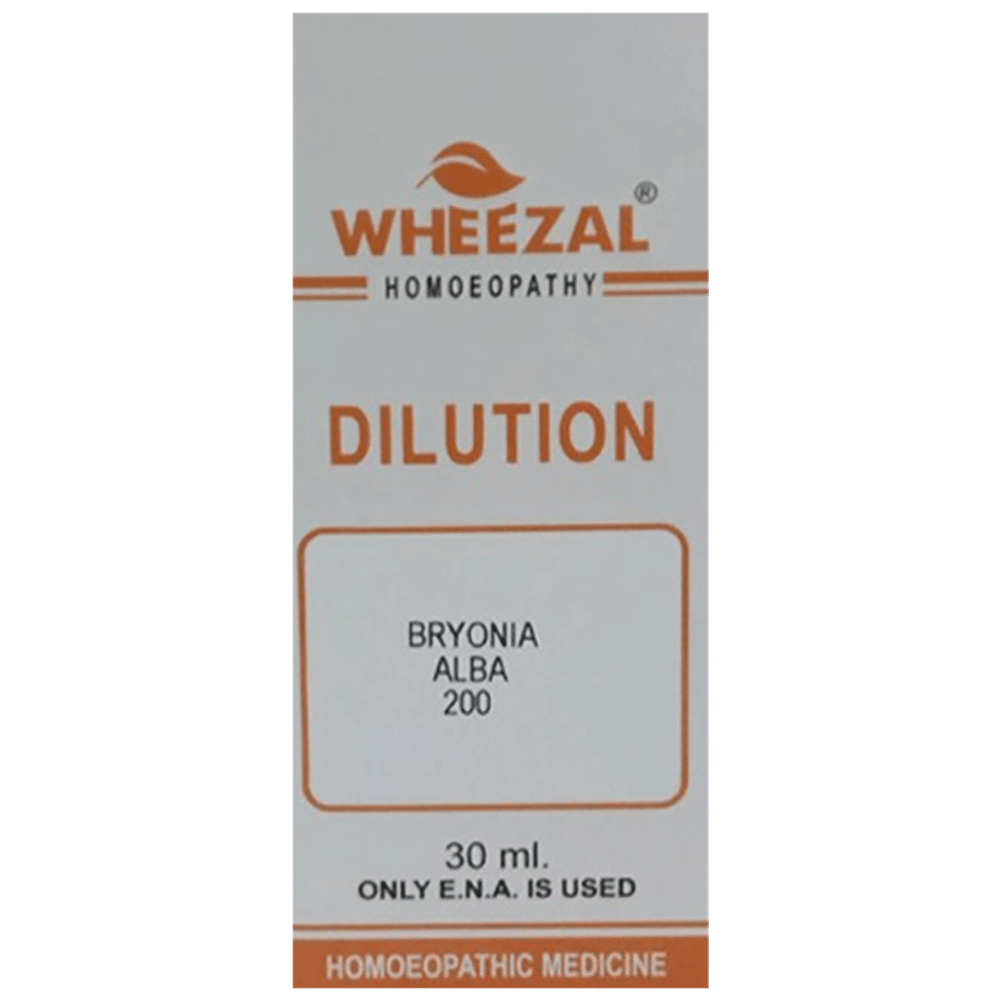 WHEEZAL®
HOMOEOPATHY
DILUTION
BRYONIA
ALBA
200
30 ml.
ONLY E.N.A. IS USED
HOMOEOPATHIC MEDICINE